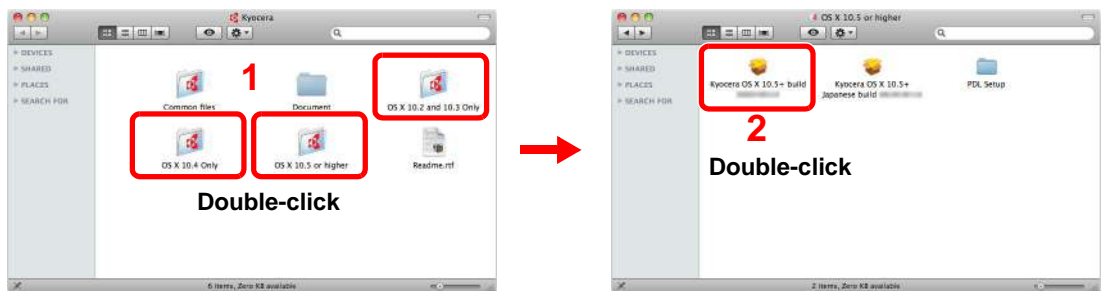 Kyocera
DEVICES
SHARED
PLACES
SEARCH FOR
1
Common files
Document
OS X 10.2 and 10.3 Only
OS X 10.4 Only
OS X 10.5 or higher
Readme.rtf
Double-click
6 items, Zero KB available
OS X 10.5 or higher
DEVICES
SHARED
PLACES
SEARCH FOR
Kyocera OS X 10.5+ build
Kyocera OS X 10.5+
Japanese build
PDL Setup
2
Double-click
2 items, Zero KB available